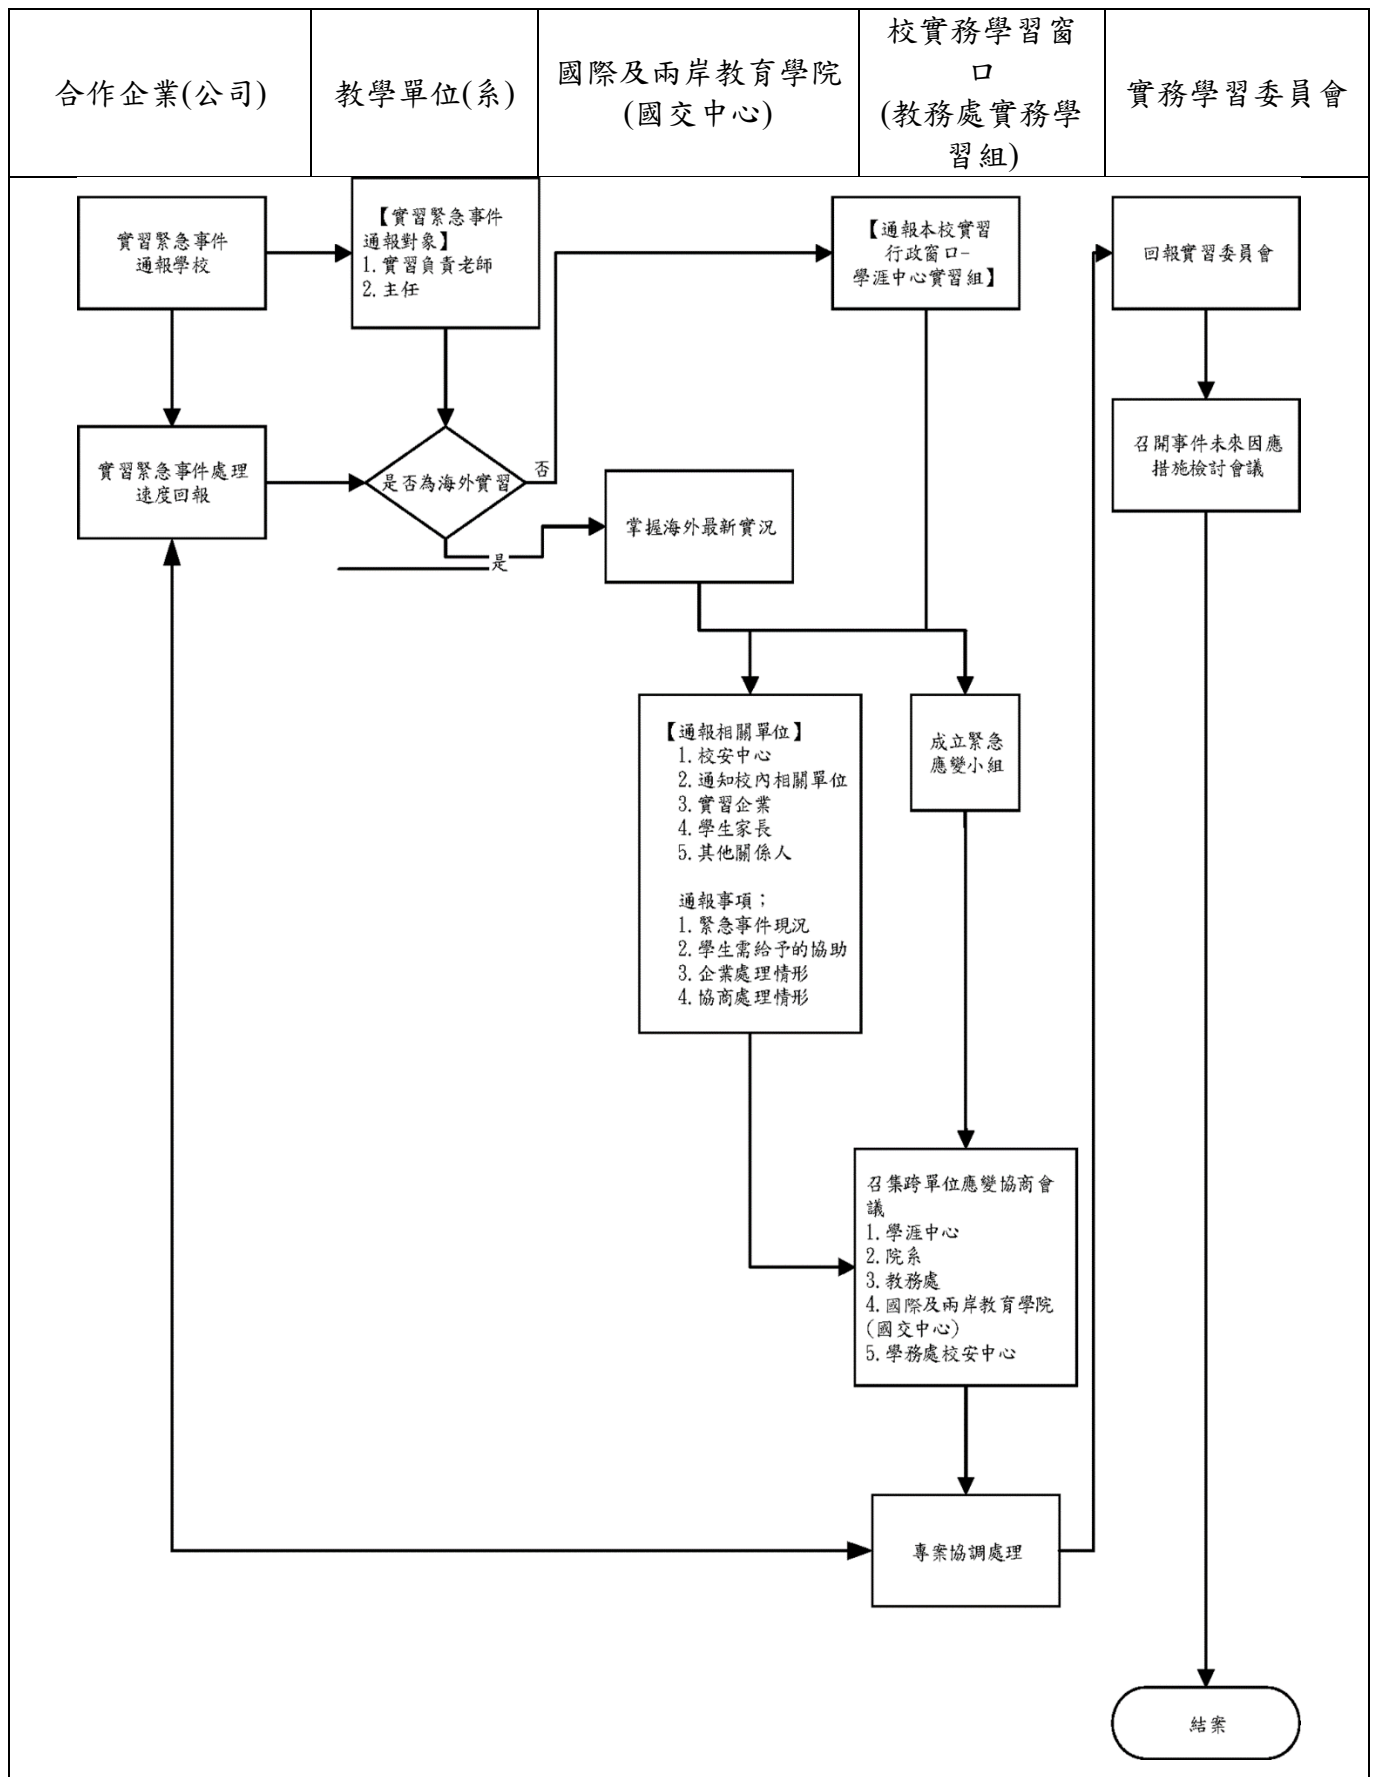 合作企業(公司)
教學單位(系)
國際及兩岸教育學院
(國交中心)
校實務學習窗
口
(教務處實務學
習組)
實務學習委員會
實習緊急事件
通報學校
【實習緊急事件
通報對象】
1.實習負責老師
2.主任
【通報本校實習
行政窗口-
學涯中心實習組】
回報實習委員會
實習緊急事件處理
速度回報
是否為海外實習
否
是
掌握海外最新實況
召開事件未來因應
措施檢討會議
【通報相關單位】
1.校安中心
2.通知校內相關單位
3.實習企業
4.學生家長
5.其他關係人
通報事項；
1.緊急事件現況
2.學生需給予的協助
3.企業處理情形
4.協商處理情形
成立緊急
應變小組
召集跨單位應變協商會
議
1.學涯中心
2.院系
3.教務處
4.國際及兩岸教育學院
(國交中心)
5.學務處校安中心
專案協調處理
結案